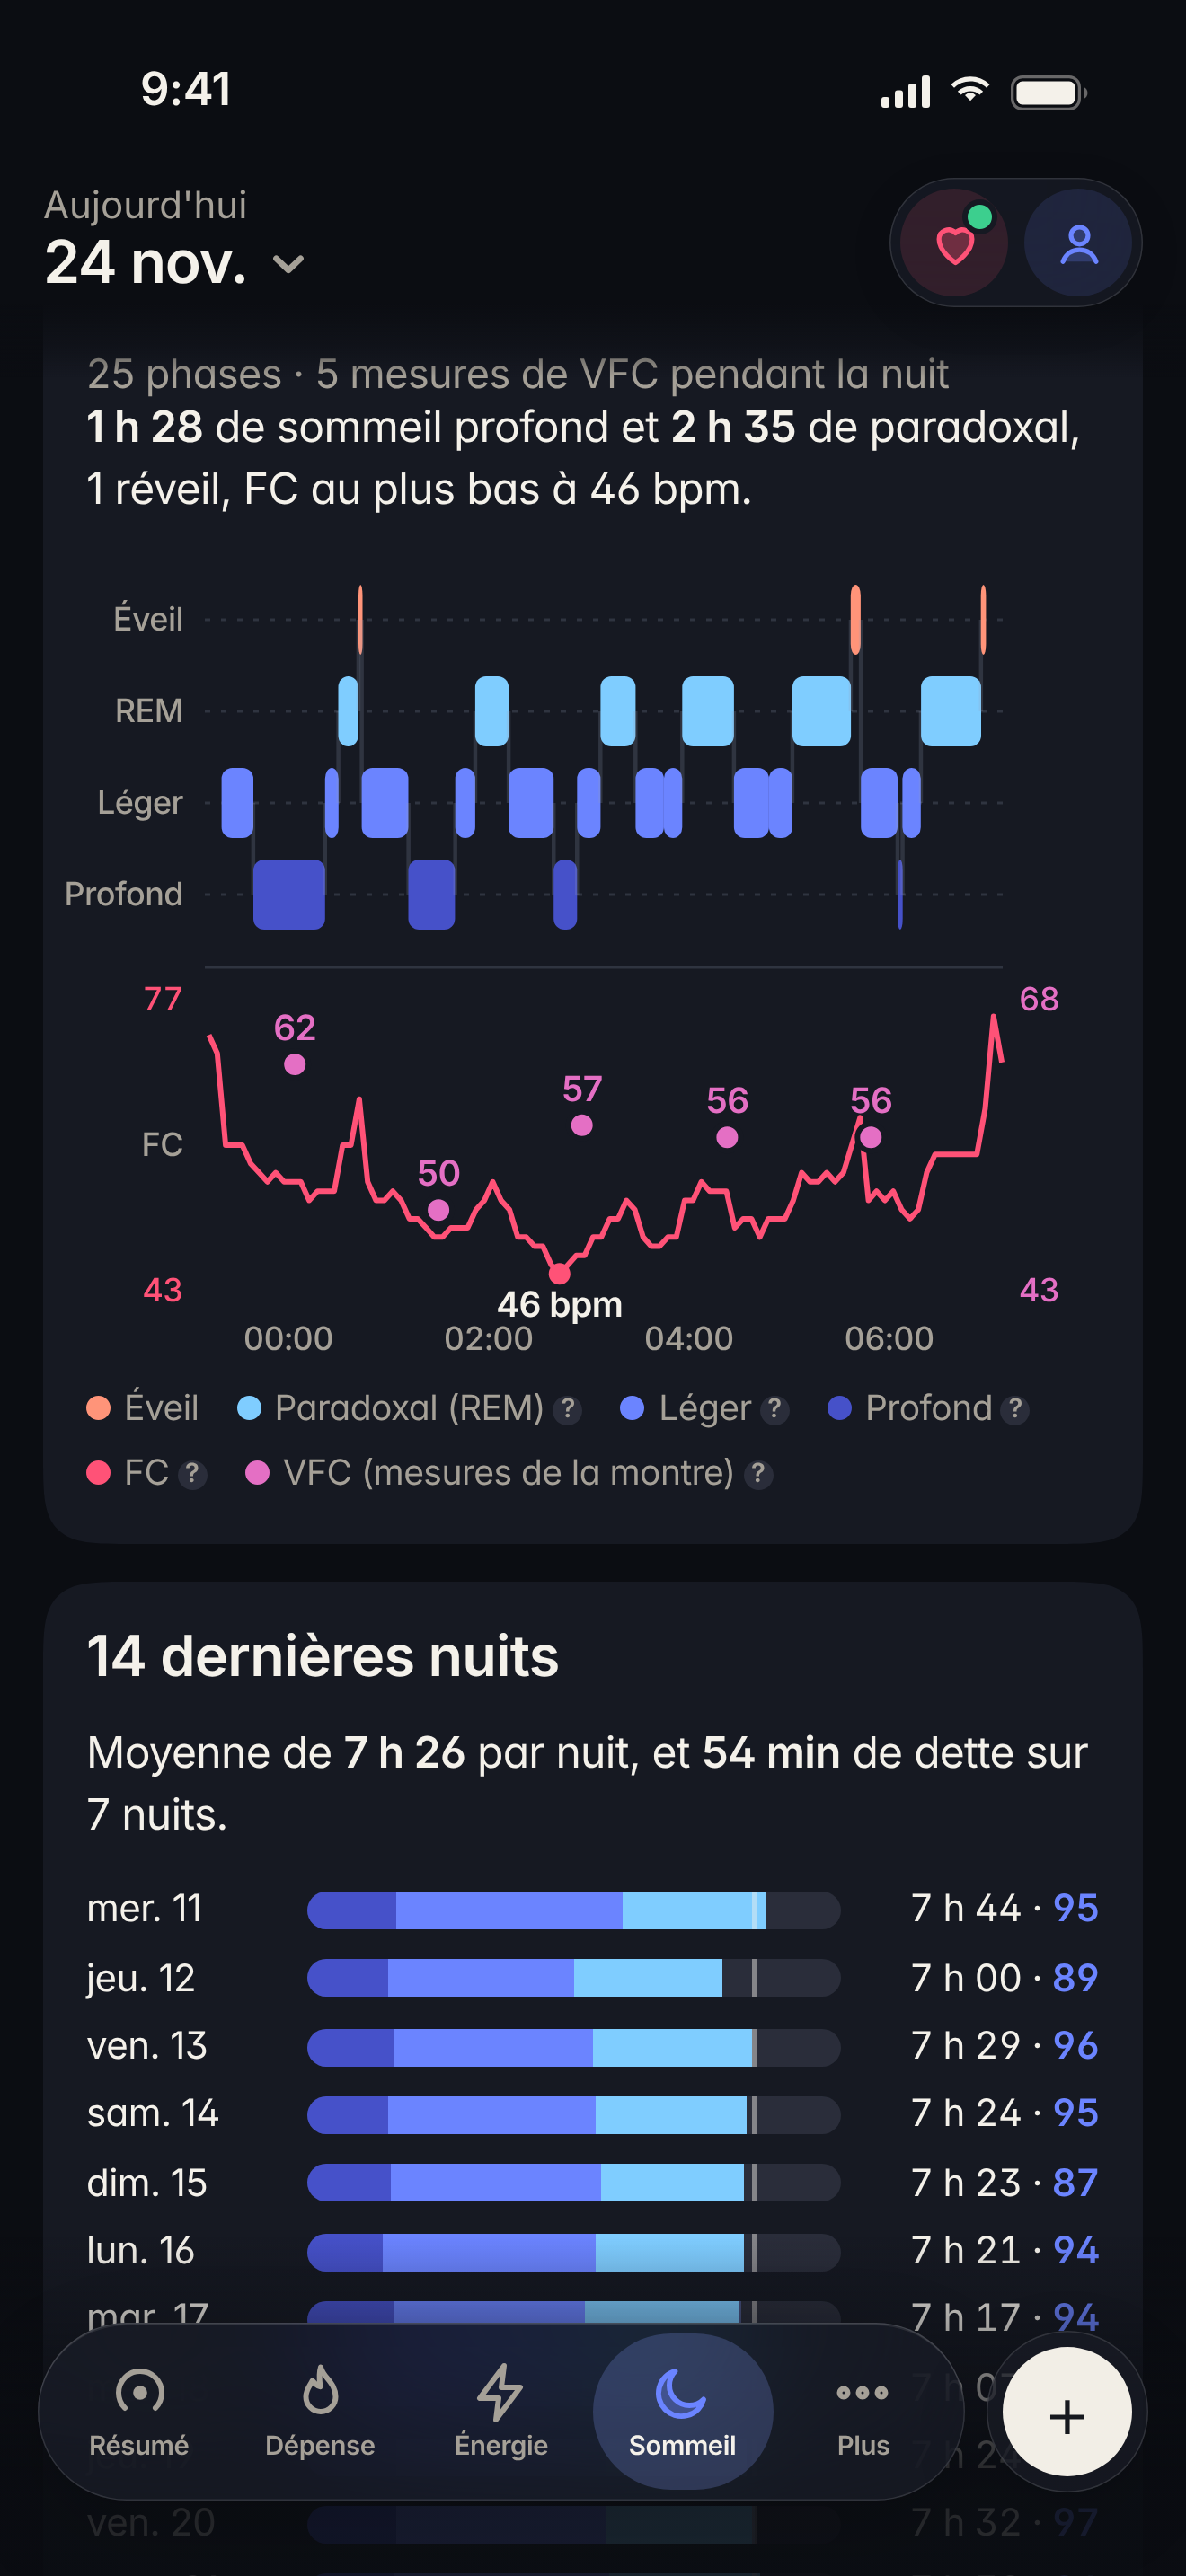 9:41
Aujourd'hui
24 nov.
25 phases · 5 mesures de VFC pendant la nuit
1 h 28 de sommeil profond et 2 h 35 de paradoxal,
1 réveil, FC au plus bas à 46 bpm.
Éveil
REM
Léger
Profond
77
68
62
57
56
56
FC
50
43
43
46 bpm
00:00 02:00 04:00 06:00
Éveil Paradoxal (REM) ? Léger ? Profond ?
FC ? VFC (mesures de la montre) ?
14 dernières nuits
Moyenne de 7 h 26 par nuit, et 54 min de dette sur
7 nuits.
mer. 11 7 h 44 · 95
jeu. 12 7 h 00 · 89
ven. 13 7 h 29 · 96
sam. 14 7 h 24 · 95
dim. 15 7 h 23 · 87
lun. 16 7 h 21 · 94
mar. 17 7 h 17 · 94
Résumé Dépense Énergie Sommeil Plus
ven. 20 7 h 32 · 97